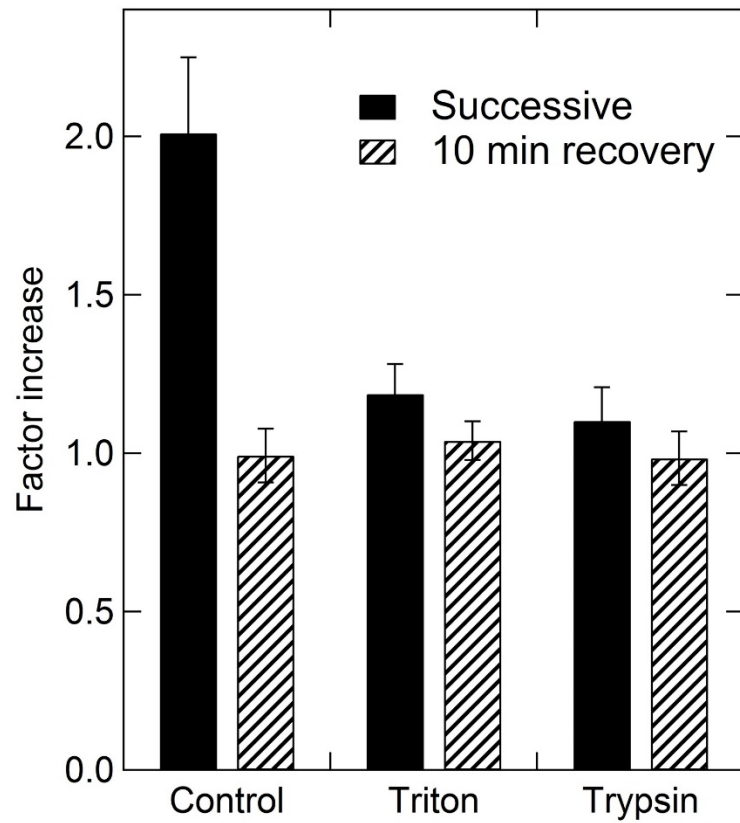 Successive
10 min recovery
2.0
1.5
1.0
0.5
0.0
Factor increase
Control Triton Trypsin